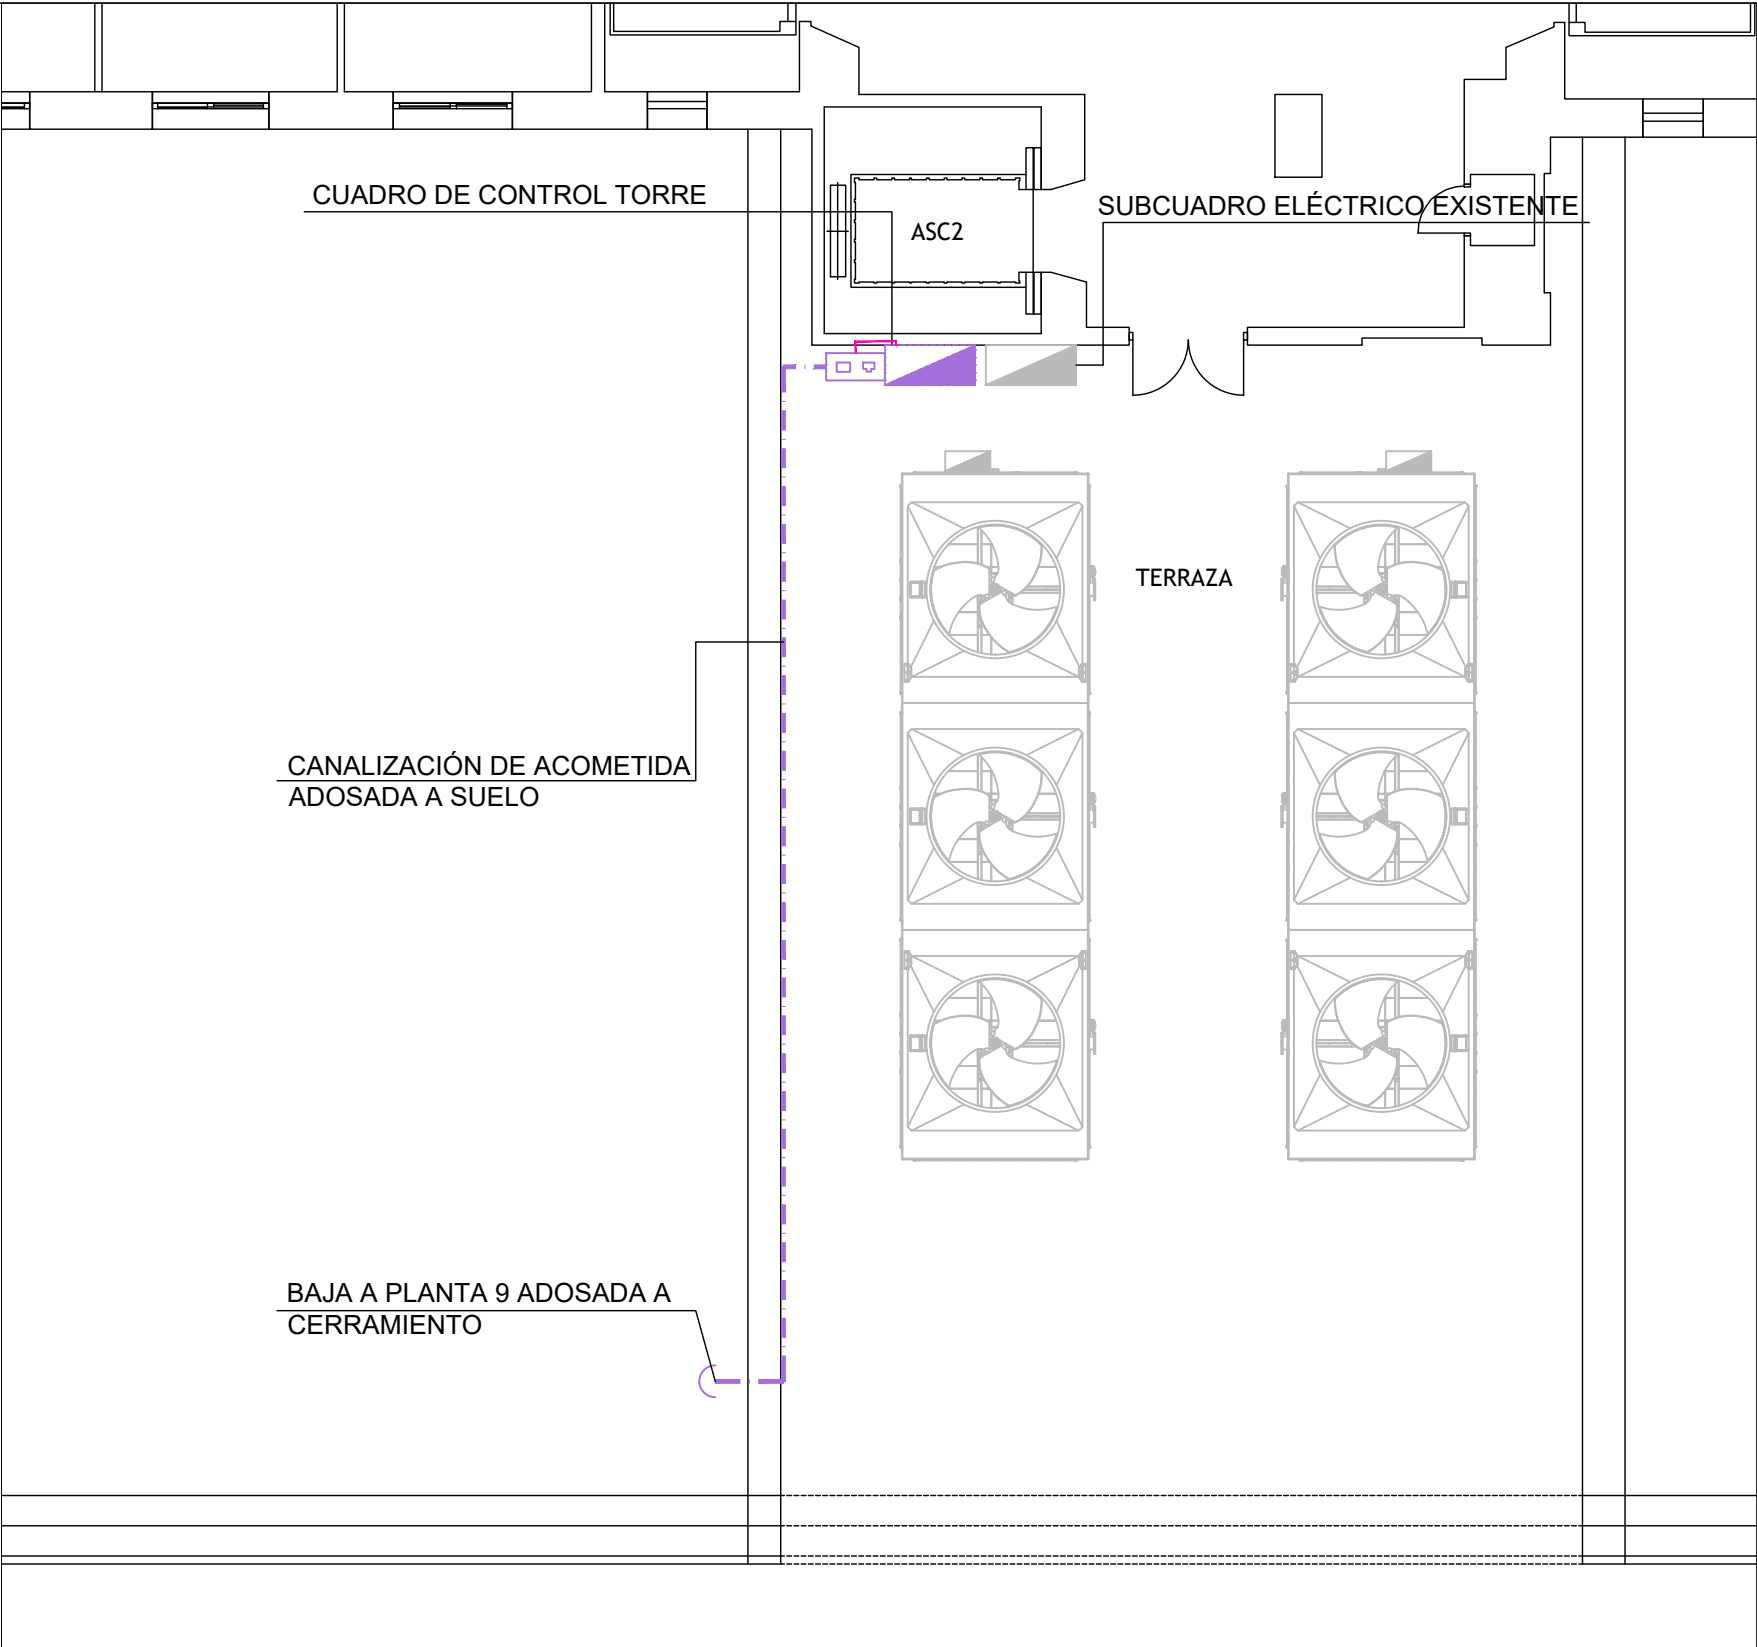 CUADRO DE CONTROL TORRE
SUBCUADRO ELÉCTRICO EXISTENTE
ASC2
TERRAZA
CANALIZACIÓN DE ACOMETIDA
ADOSADA A SUELO
BAJA A PLANTA 9 ADOSADA A
CERRAMIENTO